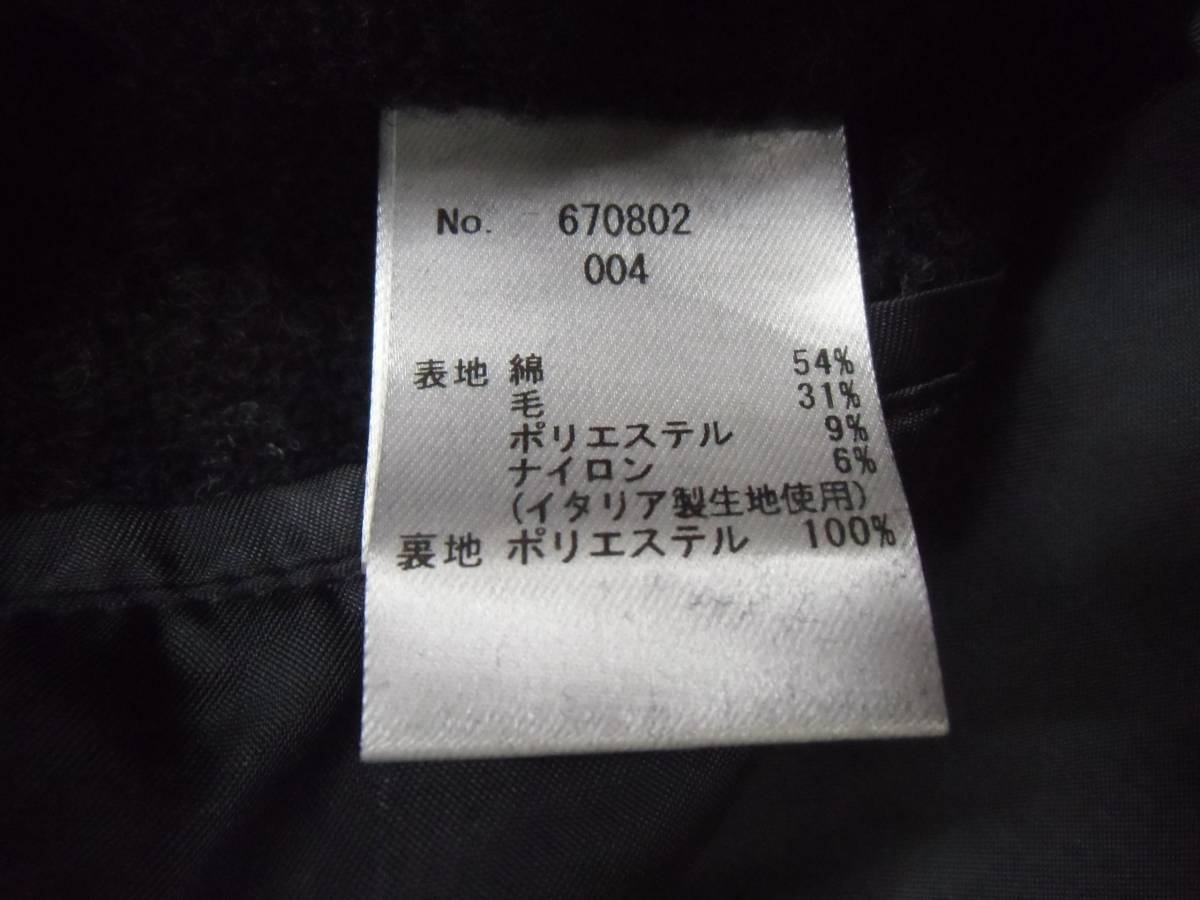 No. 670802
004
表地 綿 54%
毛 31%
ポリエステル 9%
ナイロン 6%
(イタリア製生地使用)
裏地 ポリエステル 100%